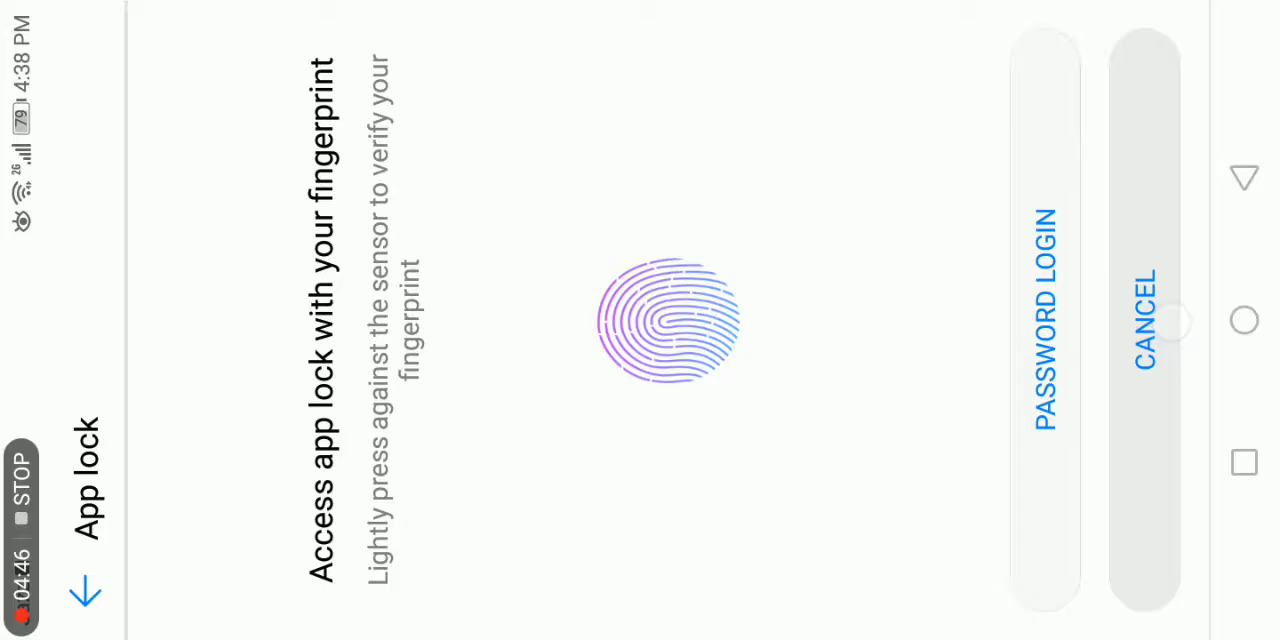 04:46 STOP 2G 79 4:38 PM
App lock
Access app lock with your fingerprint
Lightly press against the sensor to verify your
fingerprint
PASSWORD LOGIN
CANCEL